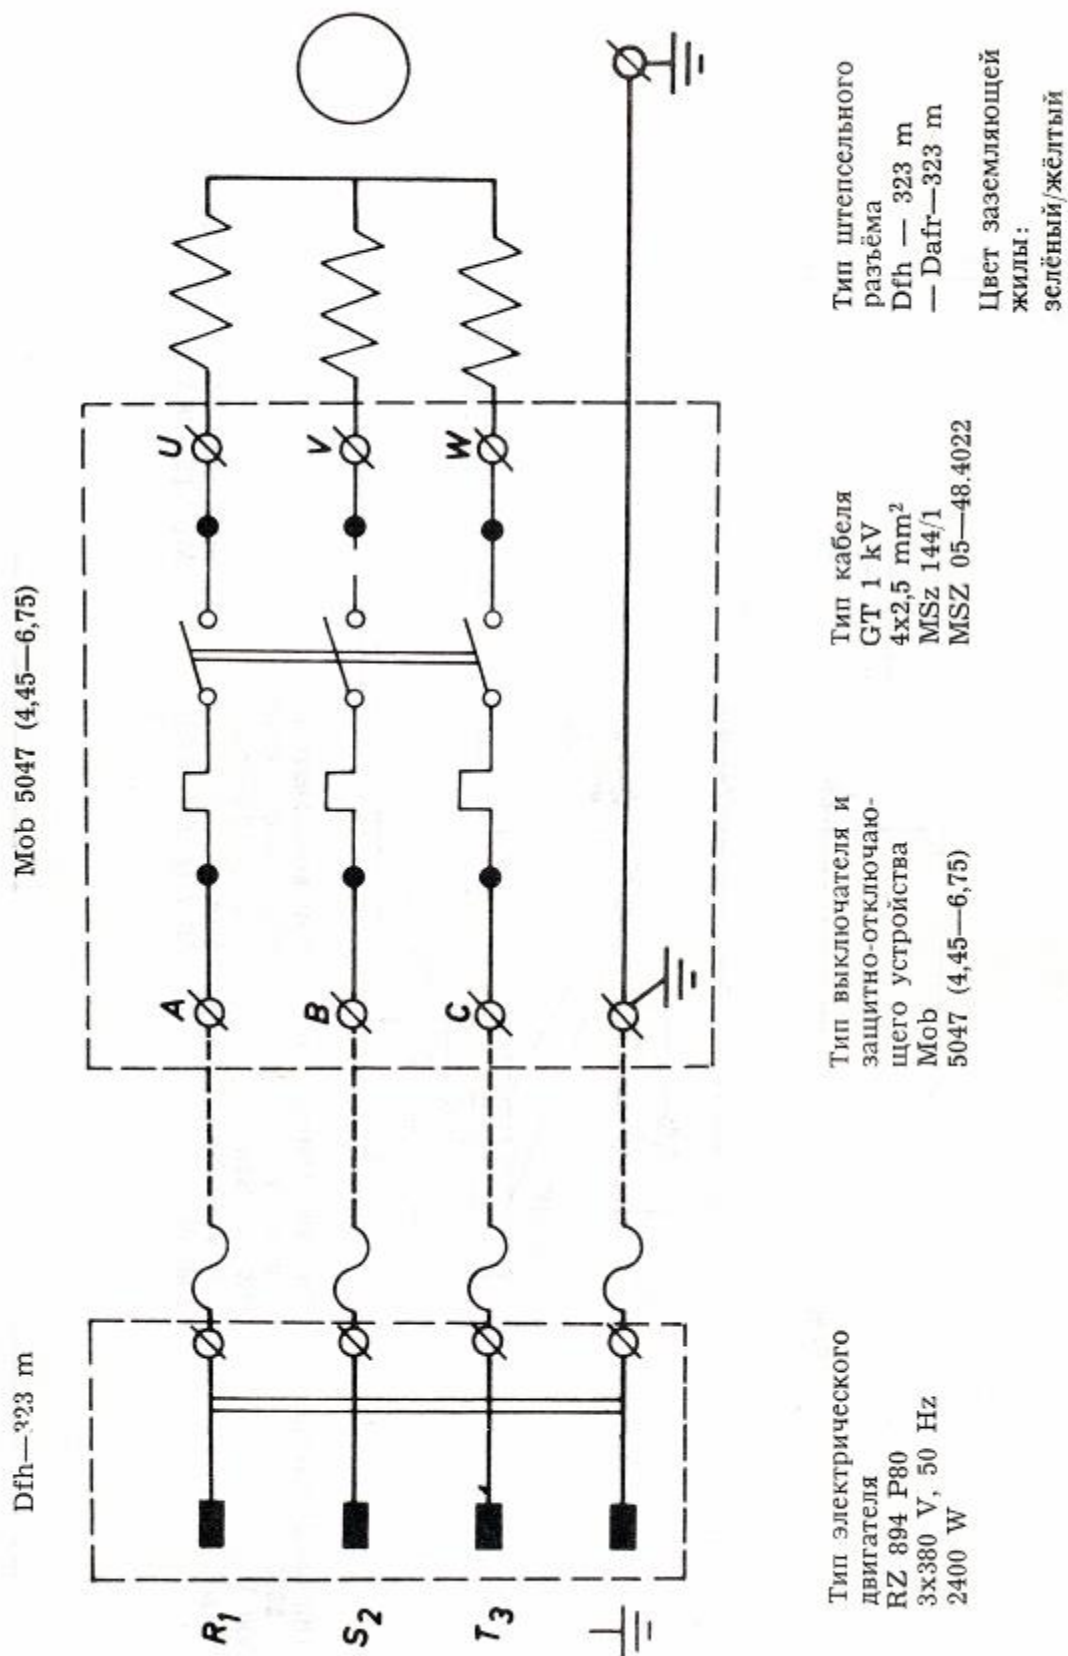 Dfh—323 m
Mob 5047 (4,45—6,75)
R1
S2
T3
A
B
C
U
V
W
Тип электрического
двигателя
RZ 894 P80
3x380 V, 50 Hz
2400 W
Тип выключателя и
защитно-отключаю-
щего устройства
Mob
5047 (4,45—6,75)
Тип кабеля
GT 1 kV
4x2,5 mm²
MSz 144/1
MSZ 05—48.4022
Тип штепсельного
разъёма
Dfh — 323 m
— Dafr—323 m
Цвет заземляющей
жилы:
зелёный/жёлтый